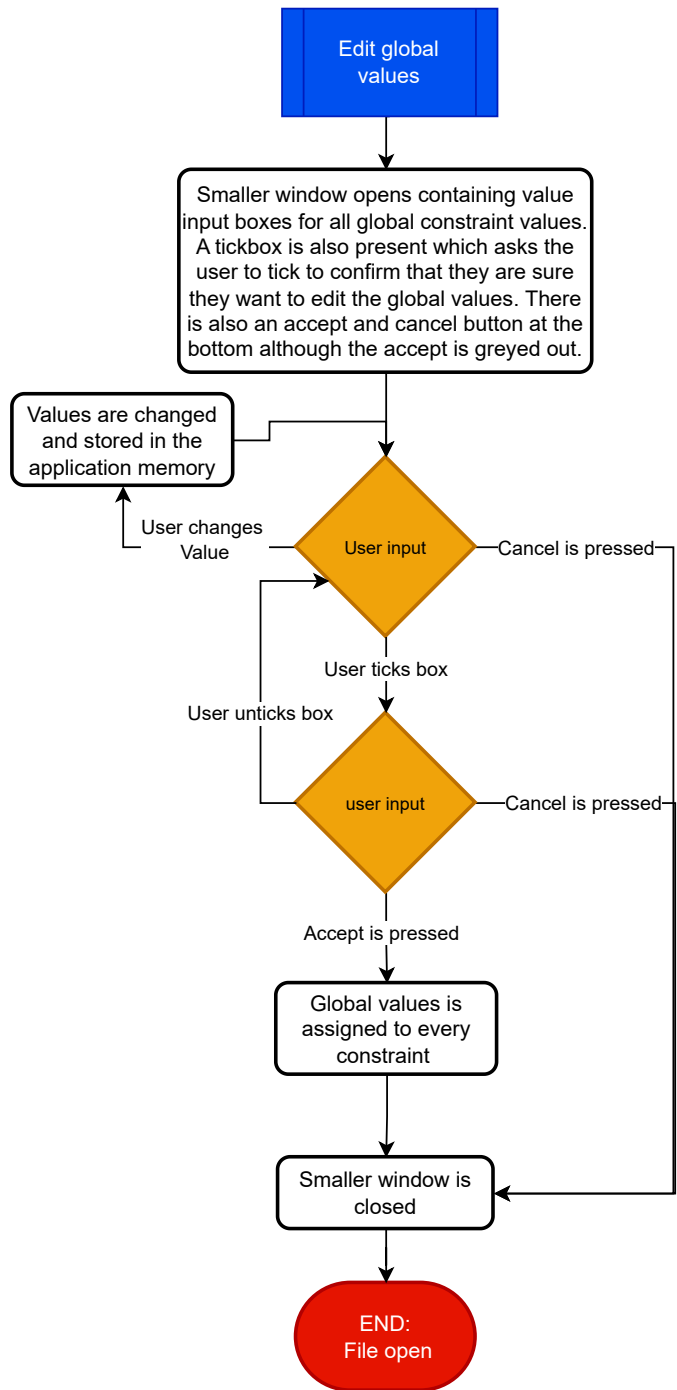 Edit global
values
Smaller window opens containing value
input boxes for all global constraint values.
A tickbox is also present which asks the
user to tick to confirm that they are sure
they want to edit the global values. There
is also an accept and cancel button at the
bottom although the accept is greyed out.
Values are changed
and stored in the
application memory
User changes
Value
User input
Cancel is pressed
User ticks box
User unticks box
user input
Cancel is pressed
Accept is pressed
Global values is
assigned to every
constraint
Smaller window is
closed
END:
File open